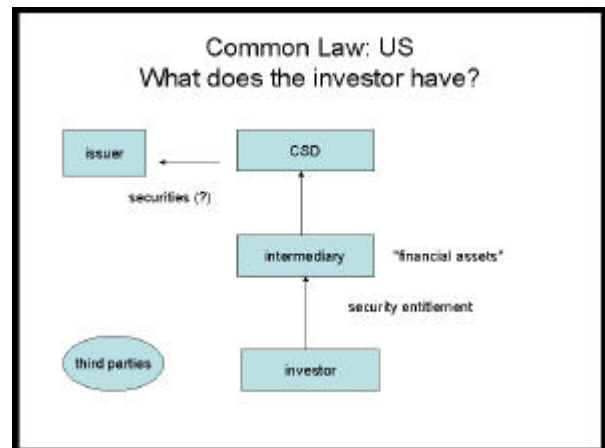 Common Law: US
What does the investor have?
issuer
CSD
securities (?)
intermediary
"financial assets"
security entitlement
third parties
investor